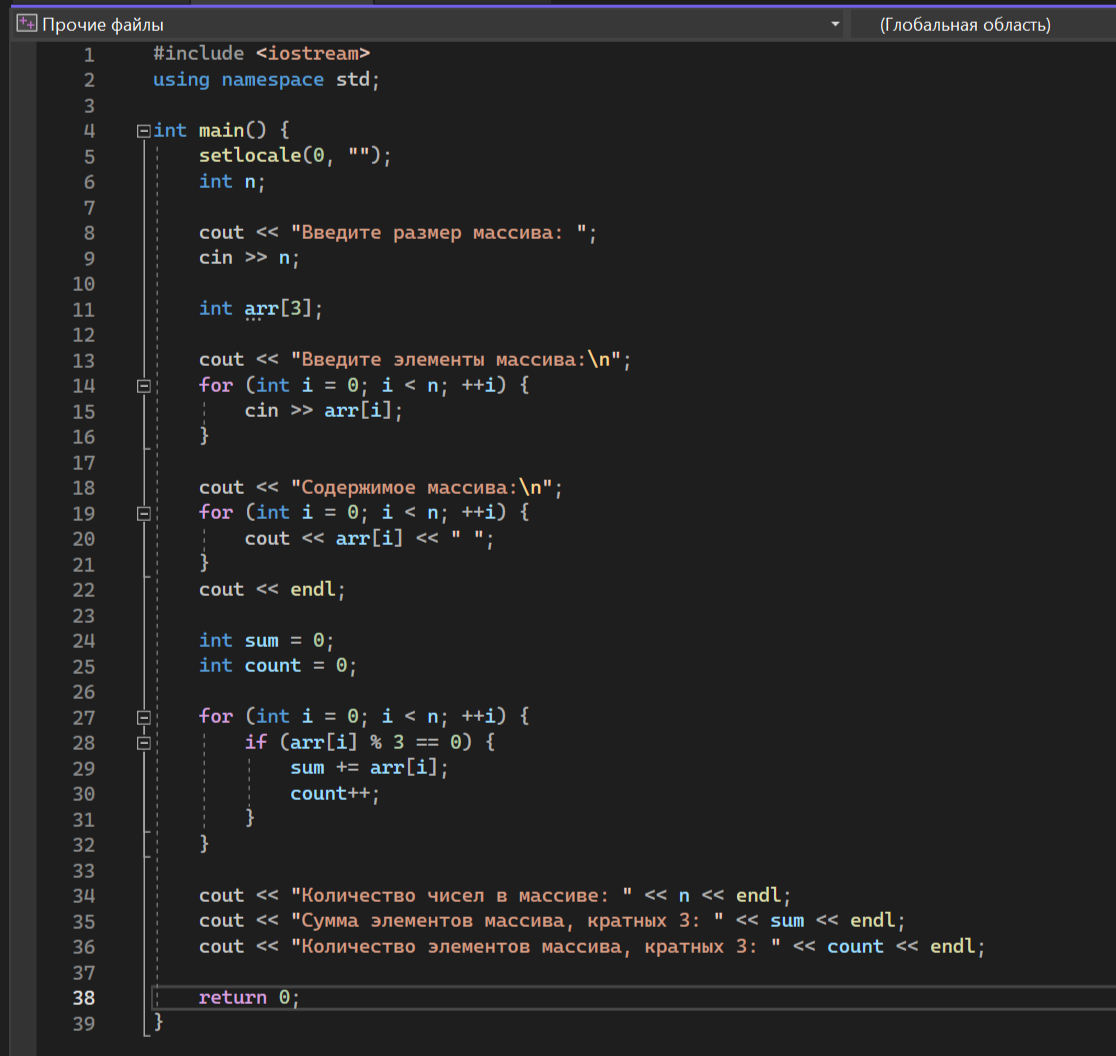 Прочие файлы (Глобальная область)
1 #include <iostream>
2 using namespace std;
3
4 int main() {
5 setlocale(0, "");
6 int n;
7
8 cout << "Введите размер массива: ";
9 cin >> n;
10
11 int arr[3];
12
13 cout << "Введите элементы массива:\n";
14 for (int i = 0; i < n; ++i) {
15 cin >> arr[i];
16 }
17
18 cout << "Содержимое массива:\n";
19 for (int i = 0; i < n; ++i) {
20 cout << arr[i] << " ";
21 }
22 cout << endl;
23
24 int sum = 0;
25 int count = 0;
26
27 for (int i = 0; i < n; ++i) {
28 if (arr[i] % 3 == 0) {
29 sum += arr[i];
30 count++;
31 }
32 }
33
34 cout << "Количество чисел в массиве: " << n << endl;
35 cout << "Сумма элементов массива, кратных 3: " << sum << endl;
36 cout << "Количество элементов массива, кратных 3: " << count << endl;
37
38 return 0;
39 }